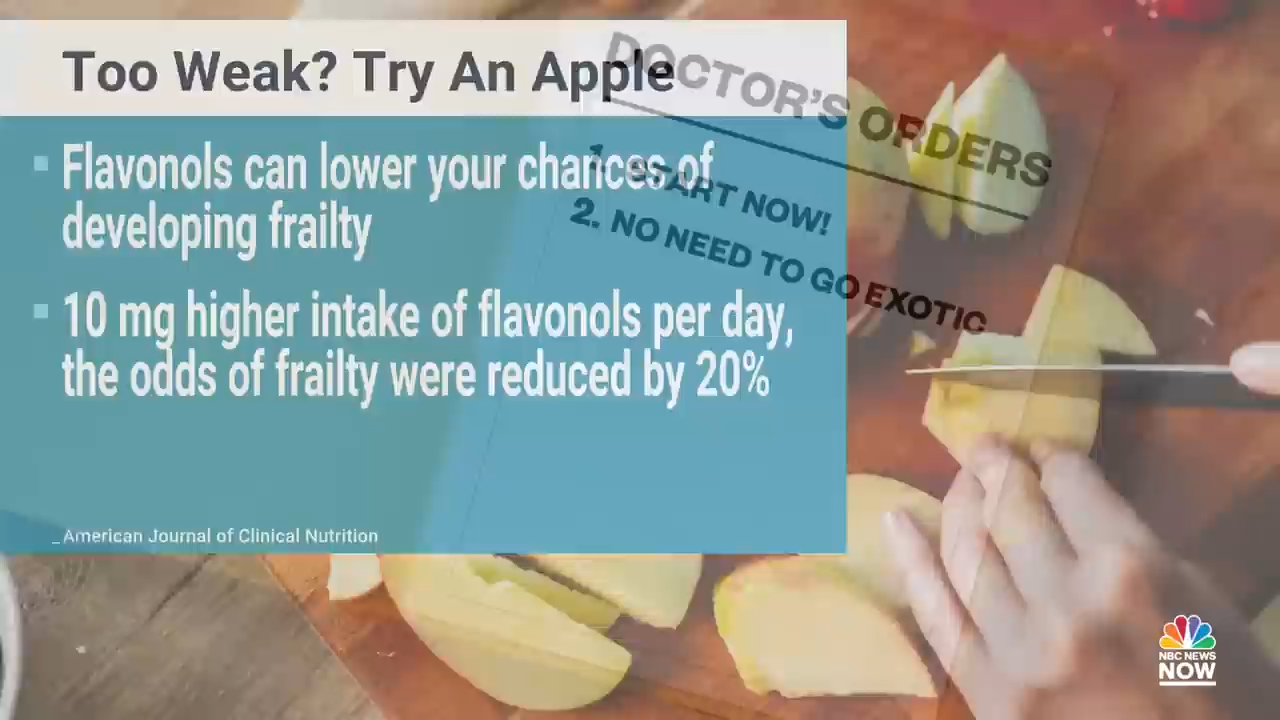 Too Weak? Try An Apple
Flavonols can lower your chances of
developing frailty
10 mg higher intake of flavonols per day,
the odds of frailty were reduced by 20%
_American Journal of Clinical Nutrition
DOCTOR'S ORDERS
1. START NOW!
2. NO NEED TO GO EXOTIC
NBC NEWS
NOW